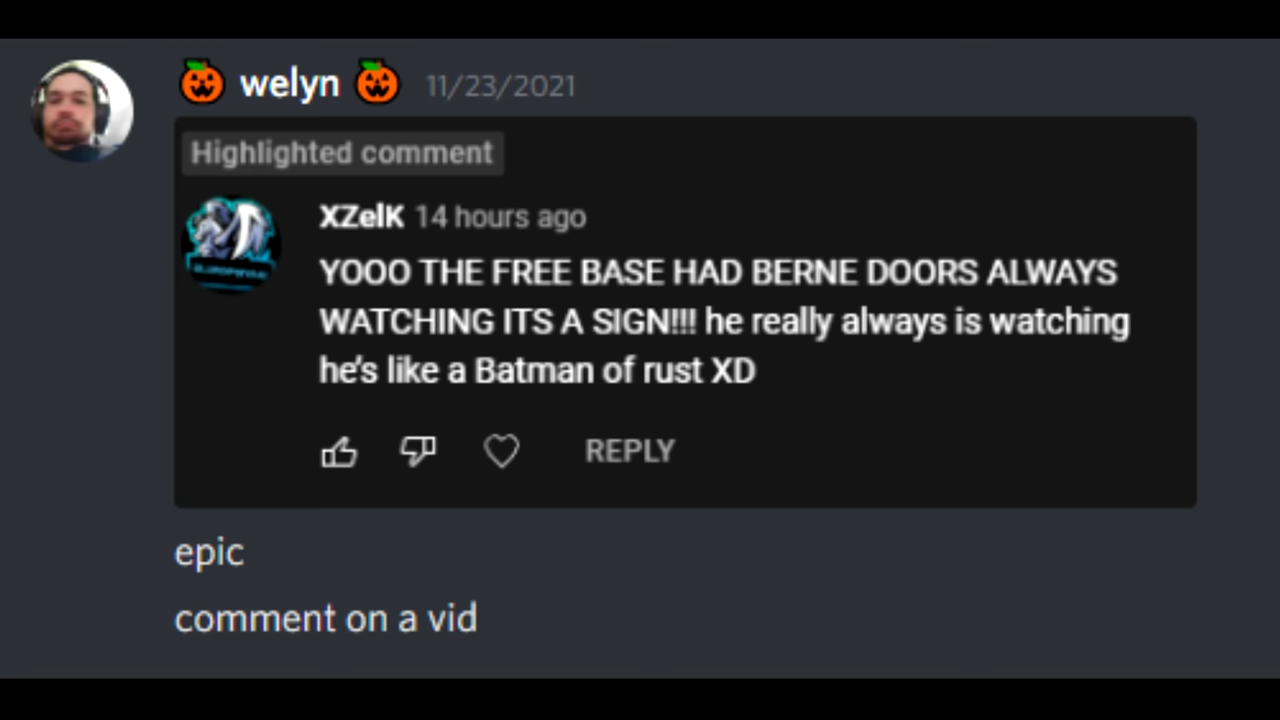 🎃 welyn 🎃 11/23/2021
Highlighted comment
XZelK 14 hours ago
YOOO THE FREE BASE HAD BERNE DOORS ALWAYS
WATCHING ITS A SIGN!!! he really always is watching
he's like a Batman of rust XD
REPLY
epic
comment on a vid